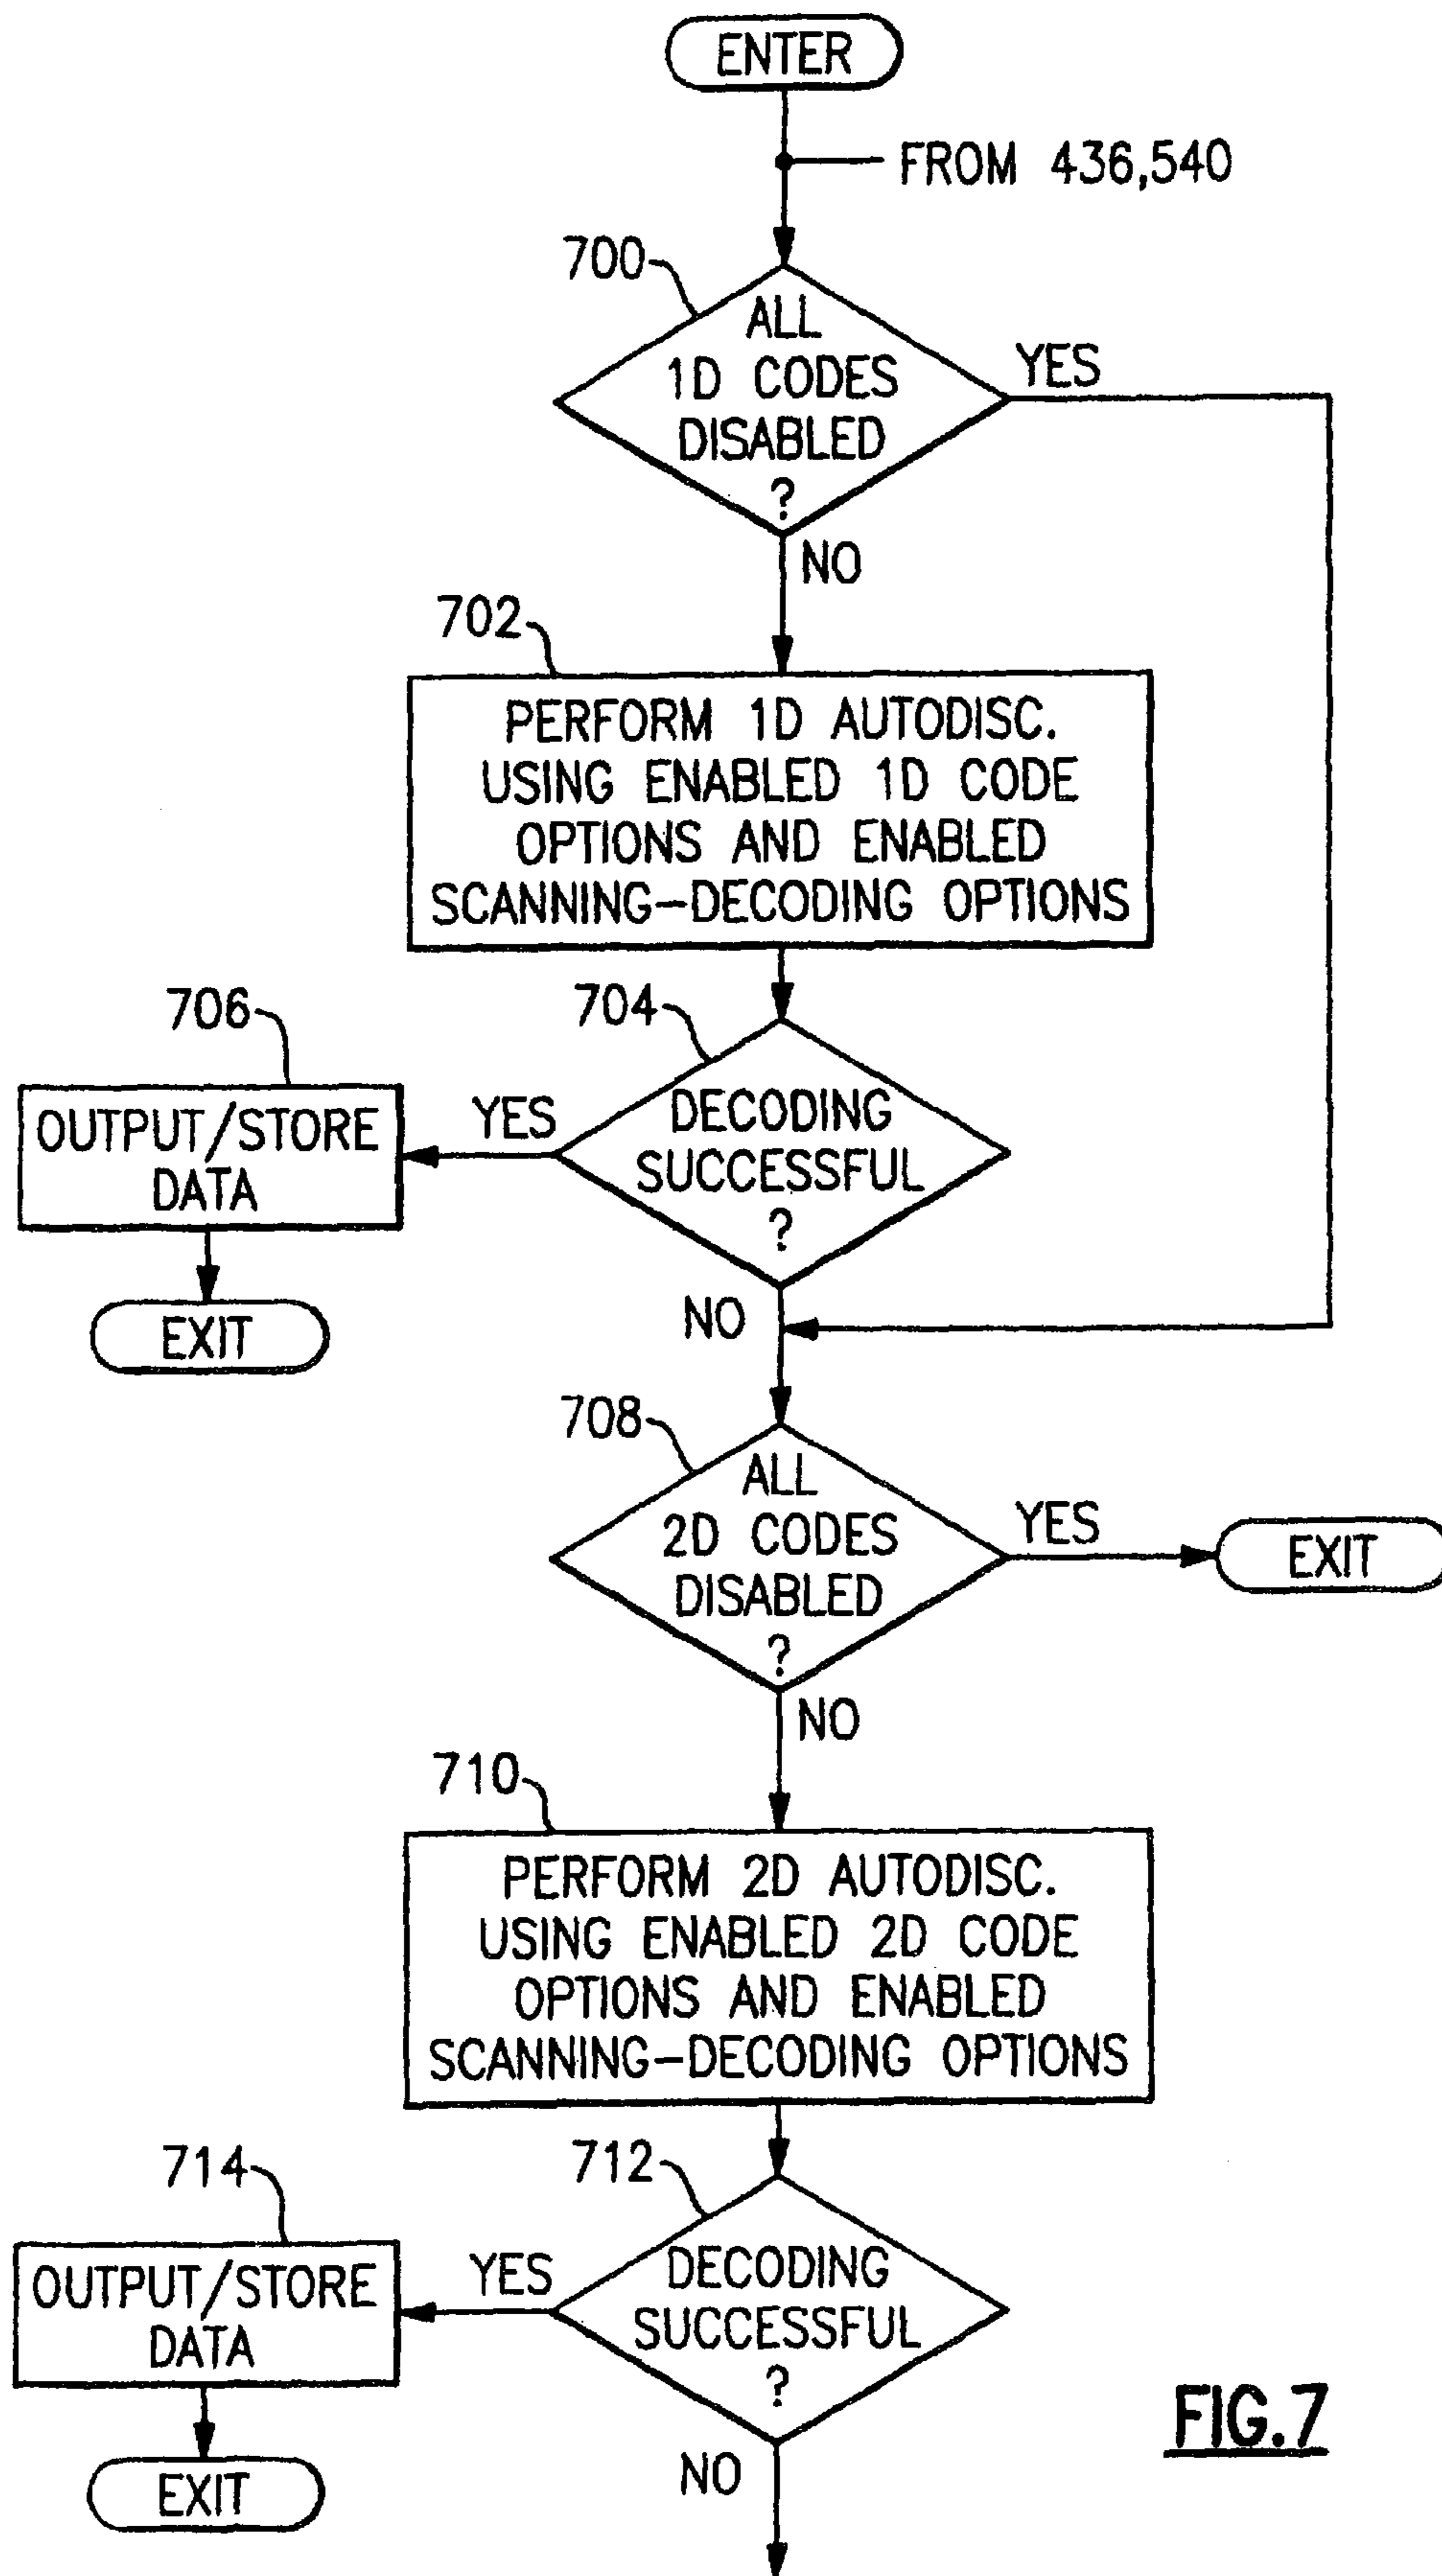 ENTER
FROM 436,540
700
ALL
1D CODES
DISABLED
?
YES
NO
702
PERFORM 1D AUTODISC.
USING ENABLED 1D CODE
OPTIONS AND ENABLED
SCANNING-DECODING OPTIONS
706
704
OUTPUT/STORE
DATA
YES
DECODING
SUCCESSFUL
?
EXIT
NO
708
ALL
2D CODES
DISABLED
?
YES
EXIT
NO
710
PERFORM 2D AUTODISC.
USING ENABLED 2D CODE
OPTIONS AND ENABLED
SCANNING-DECODING OPTIONS
714
712
OUTPUT/STORE
DATA
YES
DECODING
SUCCESSFUL
?
EXIT
NO
FIG.7